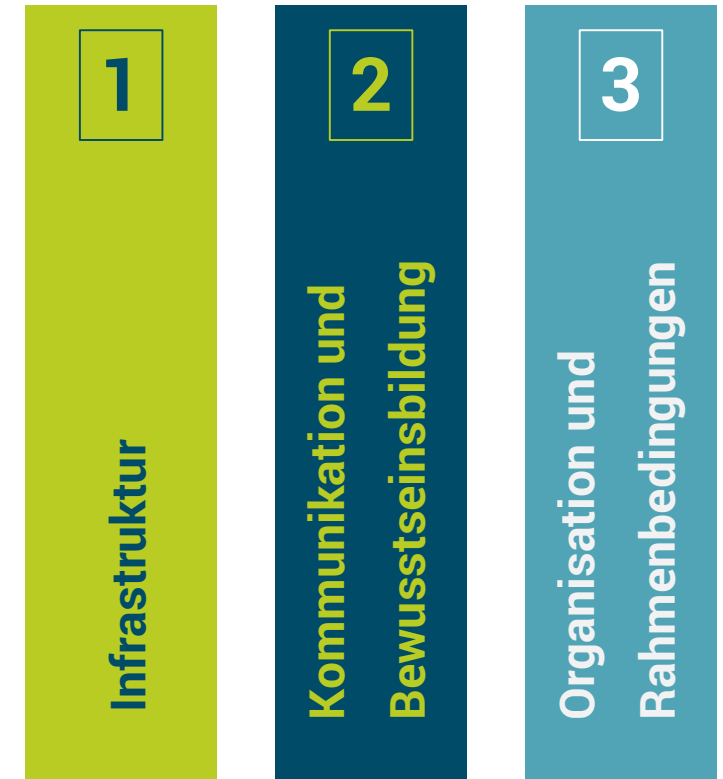 1
Infrastruktur
2
Kommunikation und
Bewusstseinsbildung
3
Organisation und
Rahmenbedingungen